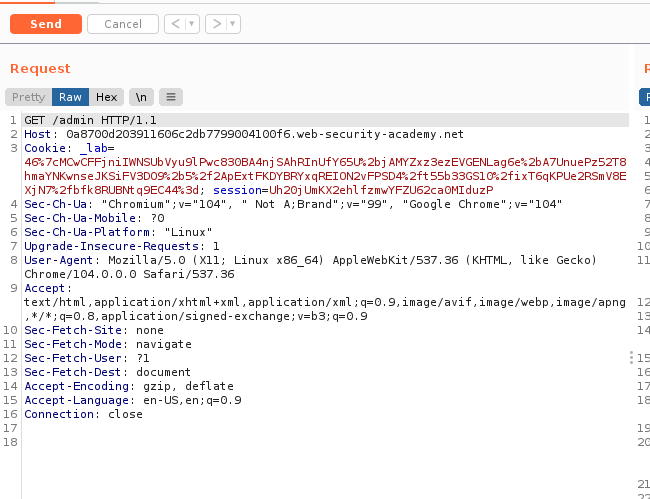 Send Cancel < ▾ > ▾
Request R
Pretty Raw Hex \n ≡
1 GET /admin HTTP/1.1
2 Host: 0a8700d203911606c2db7799004100f6.web-security-academy.net
3 Cookie: _lab=
46%7cMCwCFFjniIWNSUbVyu9lPwc830BA4njSAhRInUfY65U%2bjAMYZxz3ezEVGENLag6e%2bA7UnuePz52T8
hmaYNKwnseJKSiFV3DO9%2b5%2f2ApExtFKDYBRYxqREION2vFPSD4%2ft55b33GS10%2fixT6qKPUe2RSmV8E
XjN7%2fbfk8RUBNtq9EC44%3d; session=Uh20jUmKX2ehlfzmwYFZU62ca0MIduzP
4 Sec-Ch-Ua: "Chromium";v="104", " Not A;Brand";v="99", "Google Chrome";v="104"
5 Sec-Ch-Ua-Mobile: ?0
6 Sec-Ch-Ua-Platform: "Linux"
7 Upgrade-Insecure-Requests: 1
8 User-Agent: Mozilla/5.0 (X11; Linux x86_64) AppleWebKit/537.36 (KHTML, like Gecko)
Chrome/104.0.0.0 Safari/537.36
9 Accept:
text/html,application/xhtml+xml,application/xml;q=0.9,image/avif,image/webp,image/apng
,*/*;q=0.8,application/signed-exchange;v=b3;q=0.9
10 Sec-Fetch-Site: none
11 Sec-Fetch-Mode: navigate
12 Sec-Fetch-User: ?1
13 Sec-Fetch-Dest: document
14 Accept-Encoding: gzip, deflate
15 Accept-Language: en-US,en;q=0.9
16 Connection: close
17
18